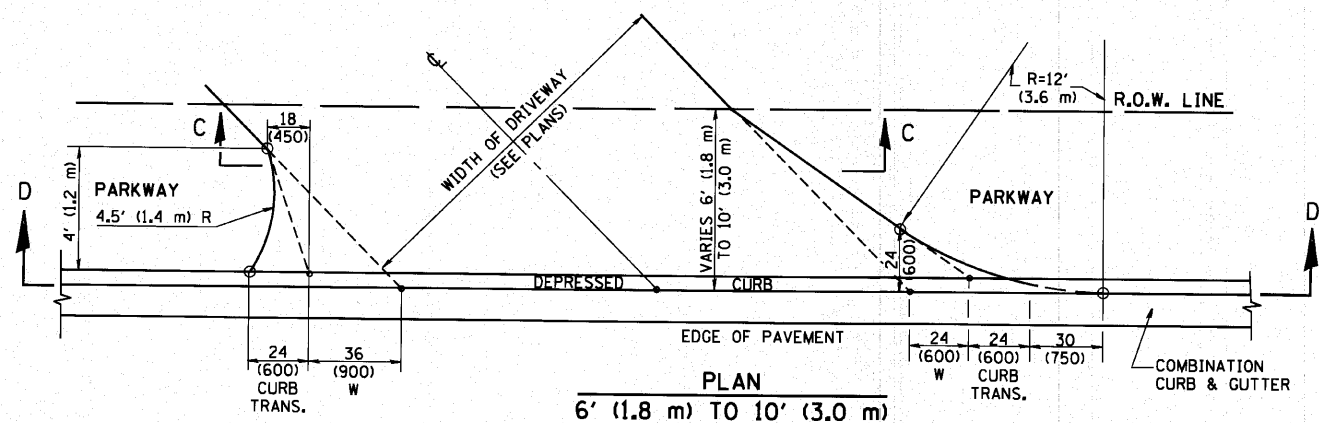 ℄
WIDTH OF DRIVEWAY
(SEE PLANS)
R=12'
(3.6 m)
R.O.W. LINE
C
18
(450)
C
D
4' (1.2 m)
PARKWAY
4.5' (1.4 m) R
VARIES 6' (1.8 m)
TO 10' (3.0 m)
PARKWAY
D
24
(600)
DEPRESSED
CURB
EDGE OF PAVEMENT
24
(600)
CURB
TRANS.
36
(900)
W
24
(600)
W
24
(600)
CURB
TRANS.
30
(750)
COMBINATION
CURB & GUTTER
PLAN
6' (1.8 m) TO 10' (3.0 m)